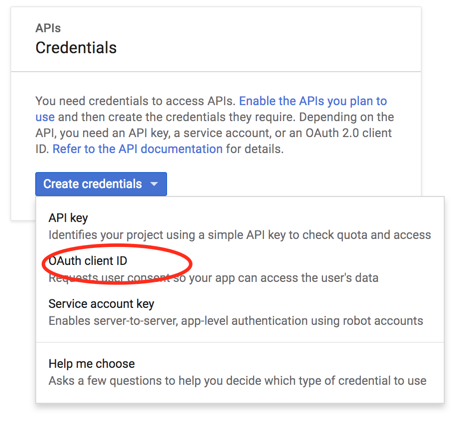 APIs
Credentials
You need credentials to access APIs. Enable the APIs you plan to
use and then create the credentials they require. Depending on the
API, you need an API key, a service account, or an OAuth 2.0 client
ID. Refer to the API documentation for details.
Create credentials
API key
Identifies your project using a simple API key to check quota and access
OAuth client ID
Requests user consent so your app can access the user's data
Service account key
Enables server-to-server, app-level authentication using robot accounts
Help me choose
Asks a few questions to help you decide which type of credential to use